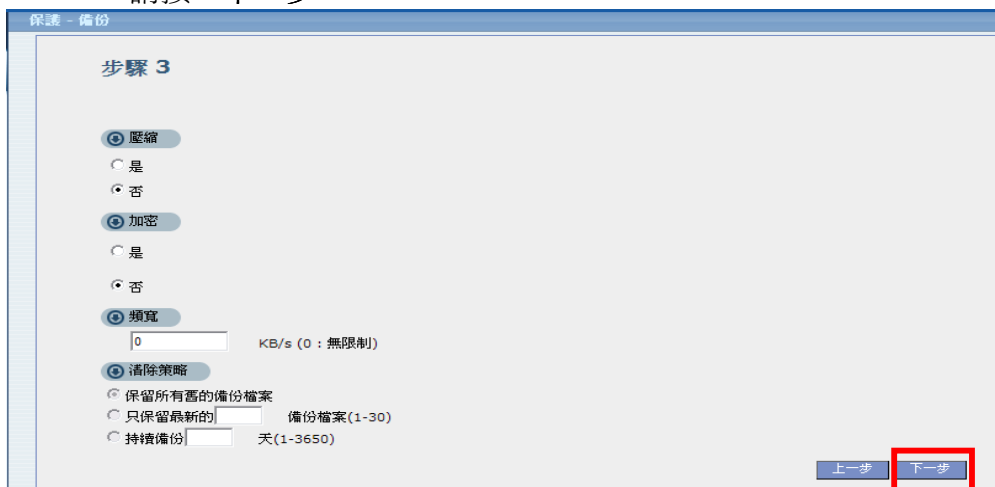 保護 - 備份
步驟 3
壓縮
是
否
加密
是
否
頻寬
0 KB/s (0 : 無限制)
清除策略
保留所有舊的備份檔案
只保留最新的 備份檔案(1-30)
持續備份 天(1-3650)
上一步 下一步